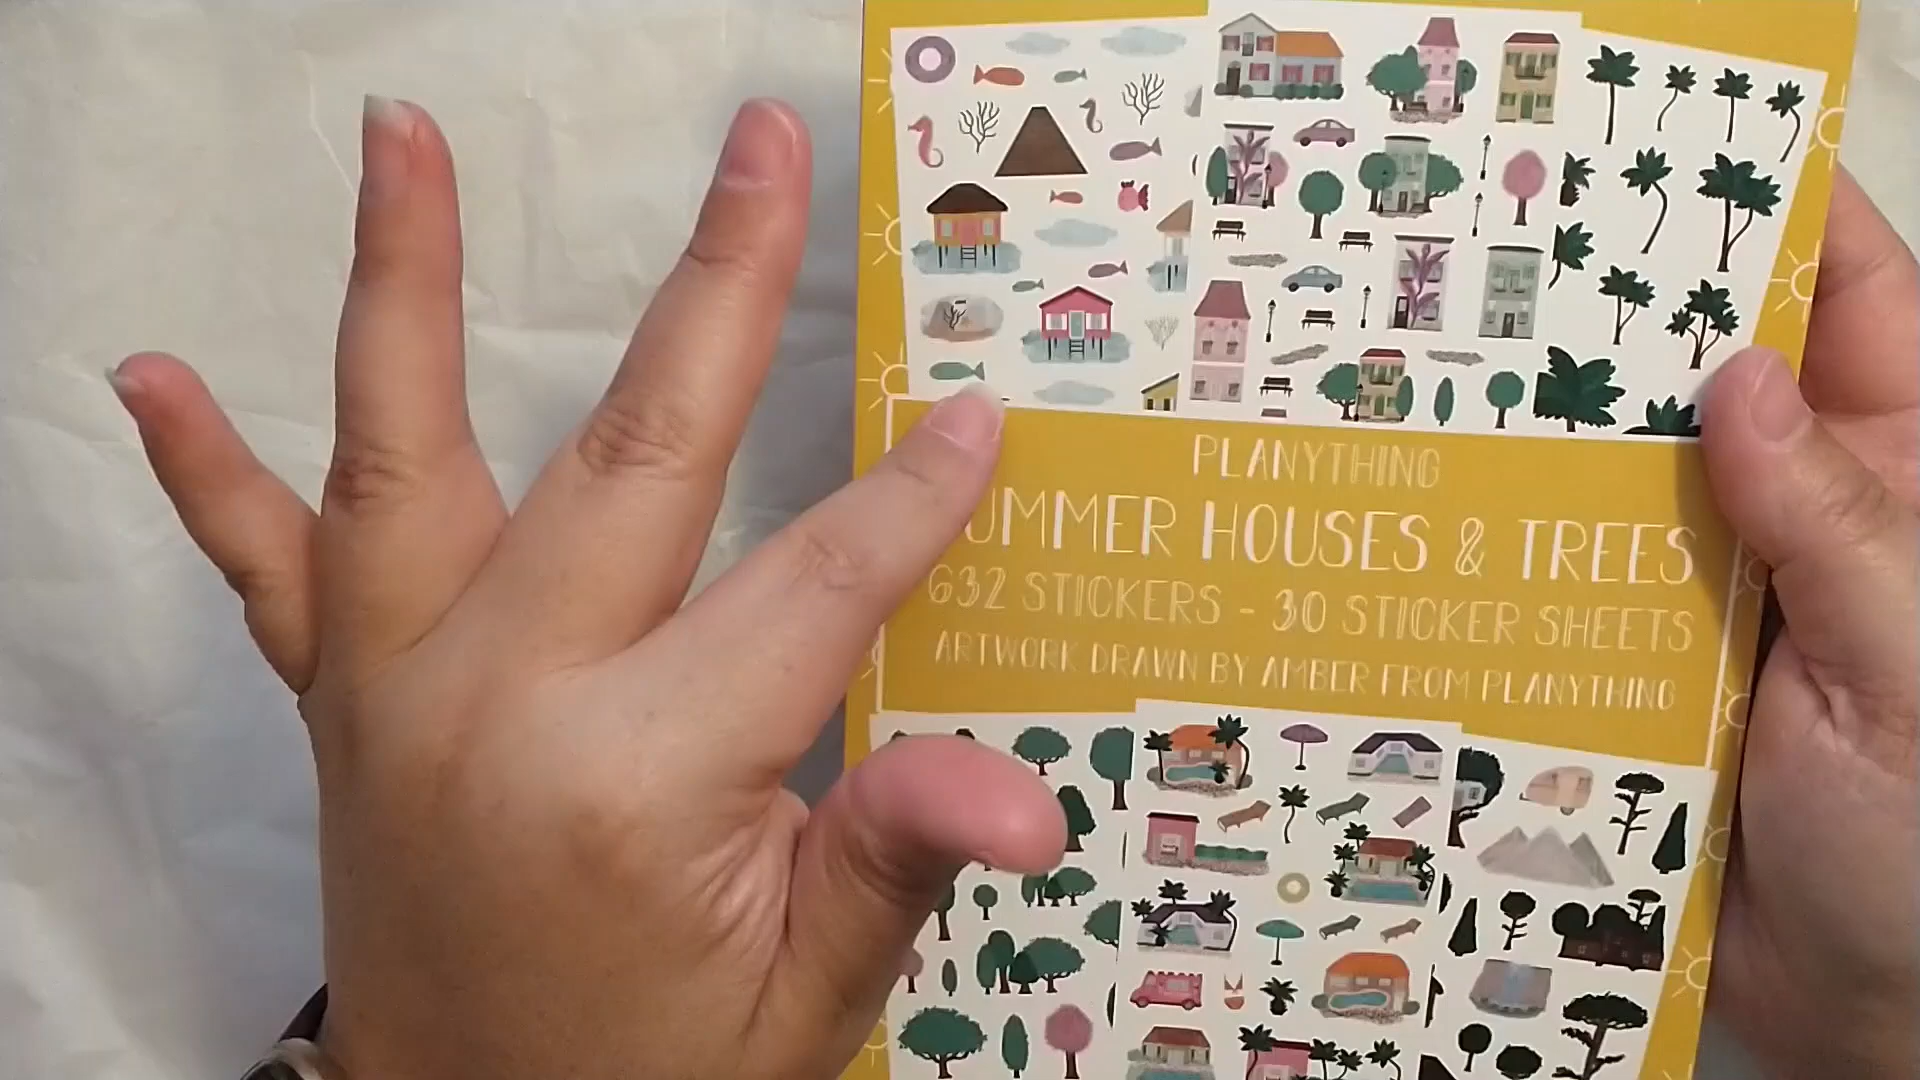 PLANYTHING
UMMER HOUSES & TREES
632 STICKERS - 30 STICKER SHEETS
ARTWORK DRAWN BY AMBER FROM PLANYTHING